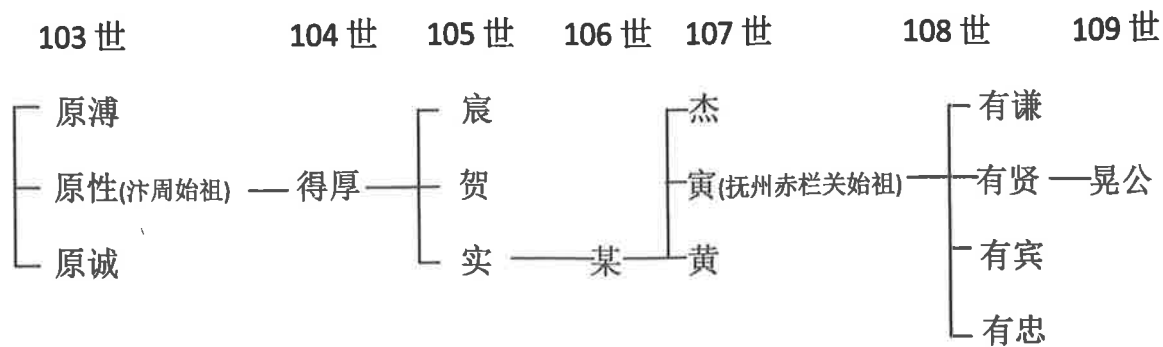 103世 104世 105世 106世 107世 108世 109世
原溥 宸 杰 有谦
原性(汴周始祖) 得厚 贺 寅(抚州赤栏关始祖) 有贤 晃公
原诚 实 某 黄 有宾
有忠